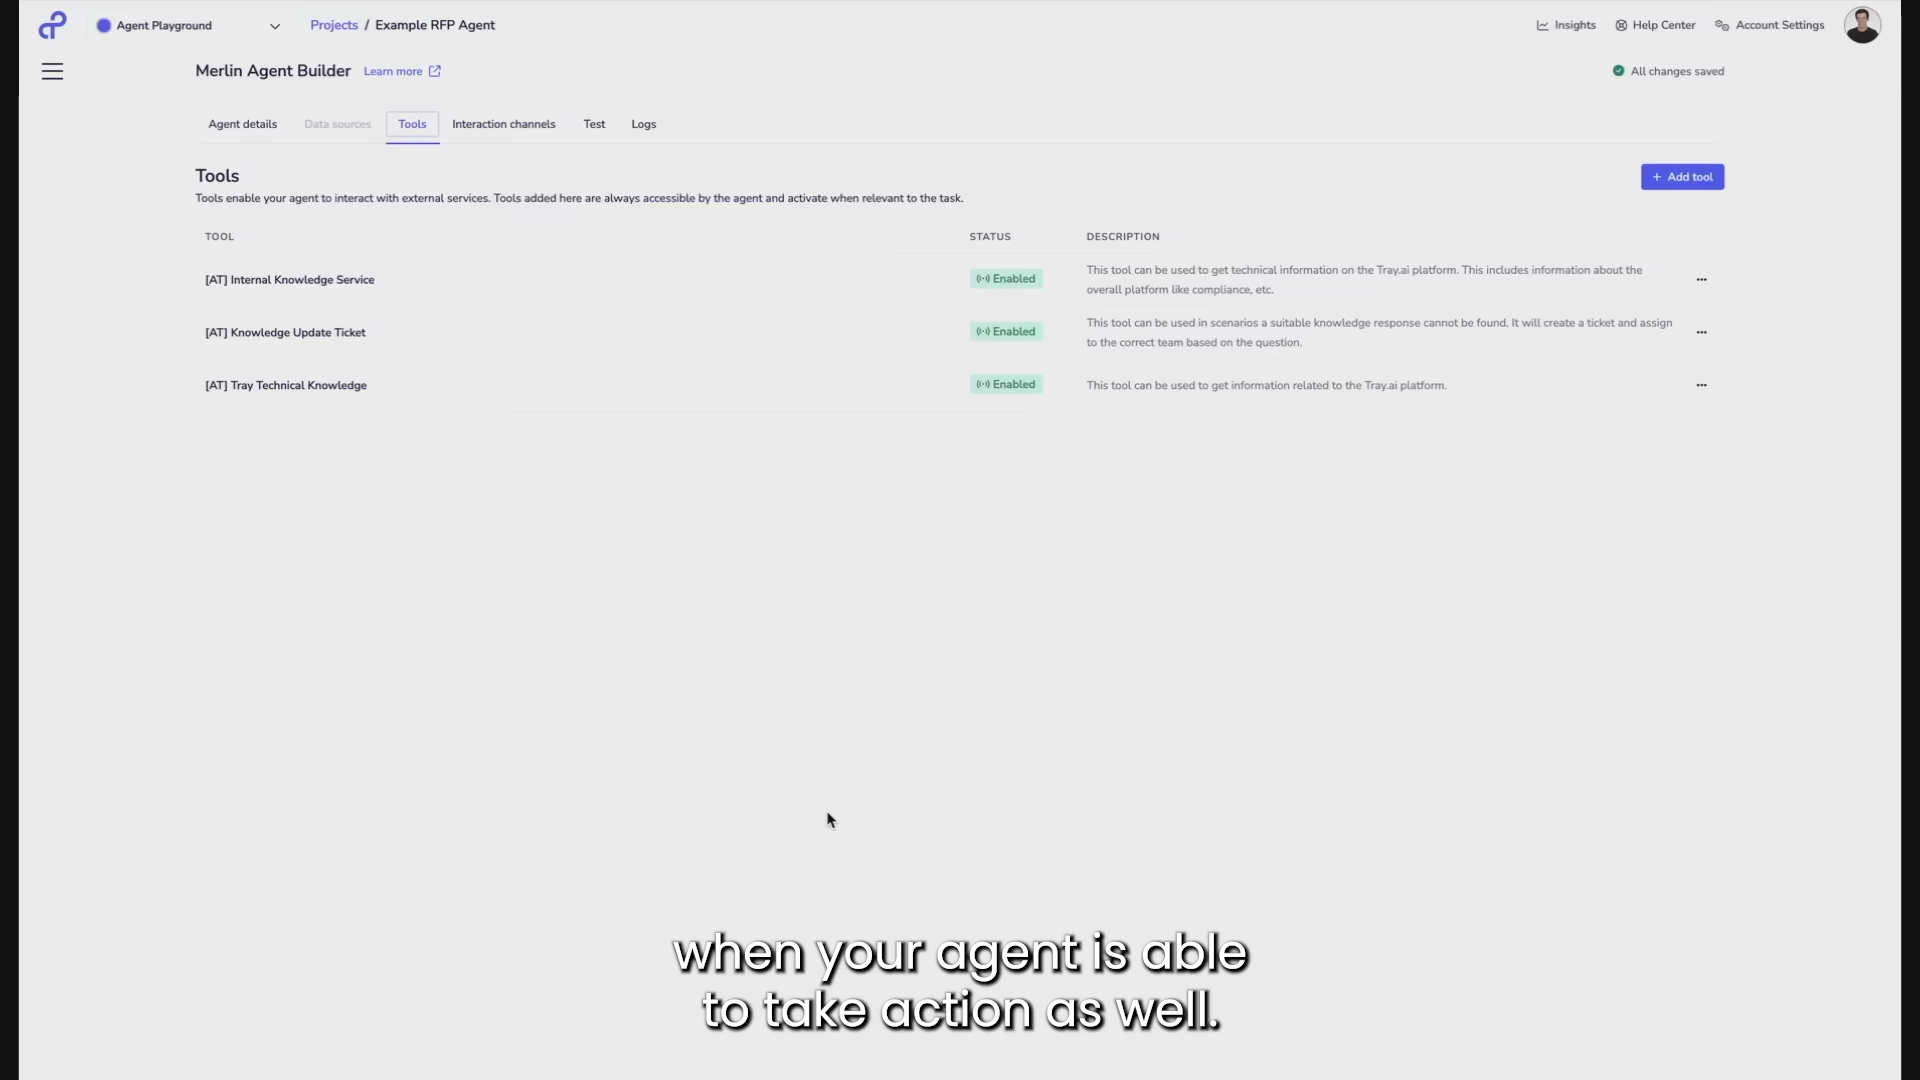 Agent Playground
Projects / Example RFP Agent
Insights
Help Center
Account Settings
Merlin Agent Builder
Learn more
All changes saved
Agent details
Data sources
Tools
Interaction channels
Test
Logs
Tools
+ Add tool
Tools enable your agent to interact with external services. Tools added here are always accessible by the agent and activate when relevant to the task.
TOOL
STATUS
DESCRIPTION
[AT] Internal Knowledge Service
Enabled
This tool can be used to get technical information on the Tray.ai platform. This includes information about the
overall platform like compliance, etc.
[AT] Knowledge Update Ticket
Enabled
This tool can be used in scenarios a suitable knowledge response cannot be found. It will create a ticket and assign
to the correct team based on the question.
[AT] Tray Technical Knowledge
Enabled
This tool can be used to get information related to the Tray.ai platform.
when your agent is able
to take action as well.